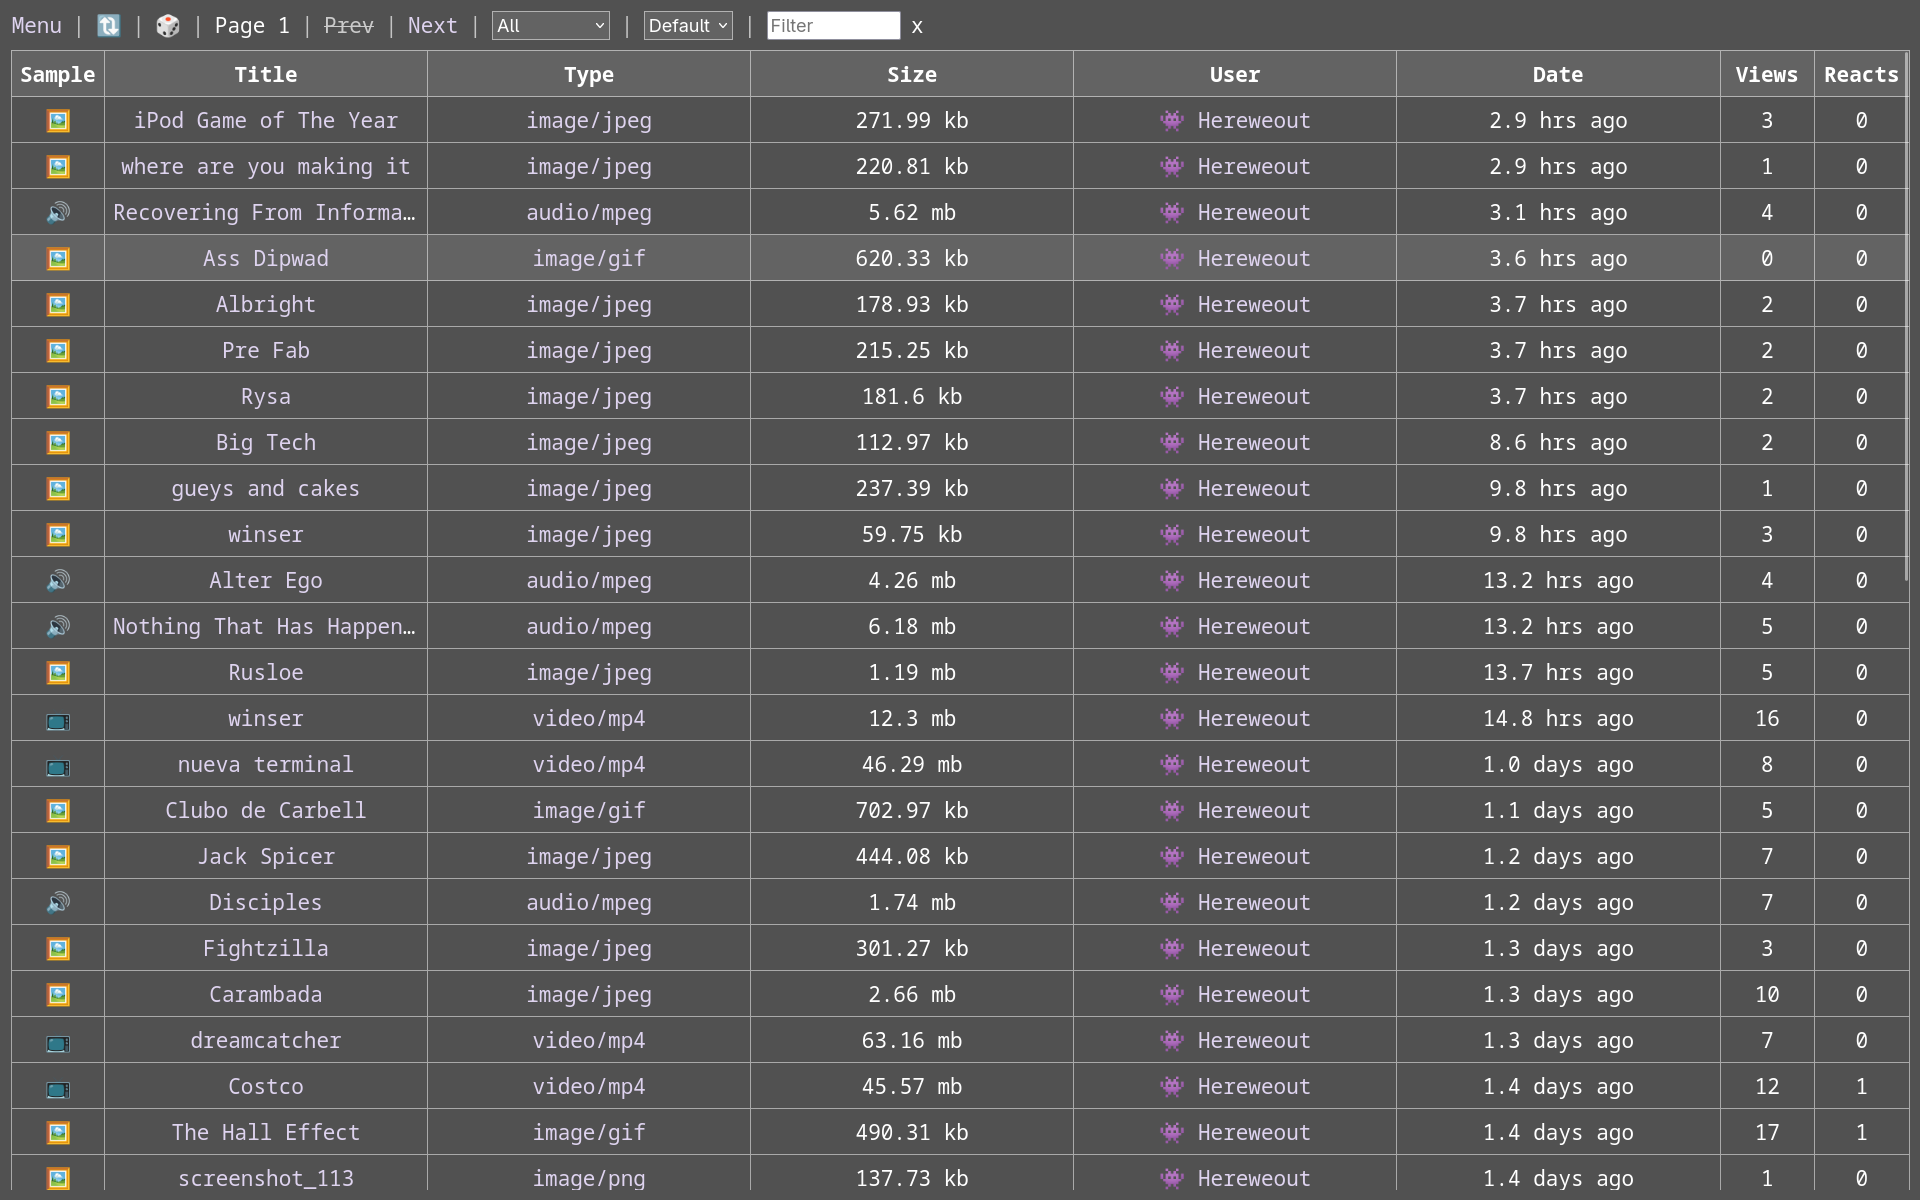 Menu | 🔃 | 🎲 | Page 1 | Prev | Next | All | Default | Filter x
Sample Title Type Size User Date Views Reacts
iPod Game of The Year image/jpeg 271.99 kb Hereweout 2.9 hrs ago 3 0
where are you making it image/jpeg 220.81 kb Hereweout 2.9 hrs ago 1 0
Recovering From Informa… audio/mpeg 5.62 mb Hereweout 3.1 hrs ago 4 0
Ass Dipwad image/gif 620.33 kb Hereweout 3.6 hrs ago 0 0
Albright image/jpeg 178.93 kb Hereweout 3.7 hrs ago 2 0
Pre Fab image/jpeg 215.25 kb Hereweout 3.7 hrs ago 2 0
Rysa image/jpeg 181.6 kb Hereweout 3.7 hrs ago 2 0
Big Tech image/jpeg 112.97 kb Hereweout 8.6 hrs ago 2 0
gueys and cakes image/jpeg 237.39 kb Hereweout 9.8 hrs ago 1 0
winser image/jpeg 59.75 kb Hereweout 9.8 hrs ago 3 0
Alter Ego audio/mpeg 4.26 mb Hereweout 13.2 hrs ago 4 0
Nothing That Has Happen… audio/mpeg 6.18 mb Hereweout 13.2 hrs ago 5 0
Rusloe image/jpeg 1.19 mb Hereweout 13.7 hrs ago 5 0
winser video/mp4 12.3 mb Hereweout 14.8 hrs ago 16 0
nueva terminal video/mp4 46.29 mb Hereweout 1.0 days ago 8 0
Clubo de Carbell image/gif 702.97 kb Hereweout 1.1 days ago 5 0
Jack Spicer image/jpeg 444.08 kb Hereweout 1.2 days ago 7 0
Disciples audio/mpeg 1.74 mb Hereweout 1.2 days ago 7 0
Fightzilla image/jpeg 301.27 kb Hereweout 1.3 days ago 3 0
Carambada image/jpeg 2.66 mb Hereweout 1.3 days ago 10 0
dreamcatcher video/mp4 63.16 mb Hereweout 1.3 days ago 7 0
Costco video/mp4 45.57 mb Hereweout 1.4 days ago 12 1
The Hall Effect image/gif 490.31 kb Hereweout 1.4 days ago 17 1
screenshot_113 image/png 137.73 kb Hereweout 1.4 days ago 1 0